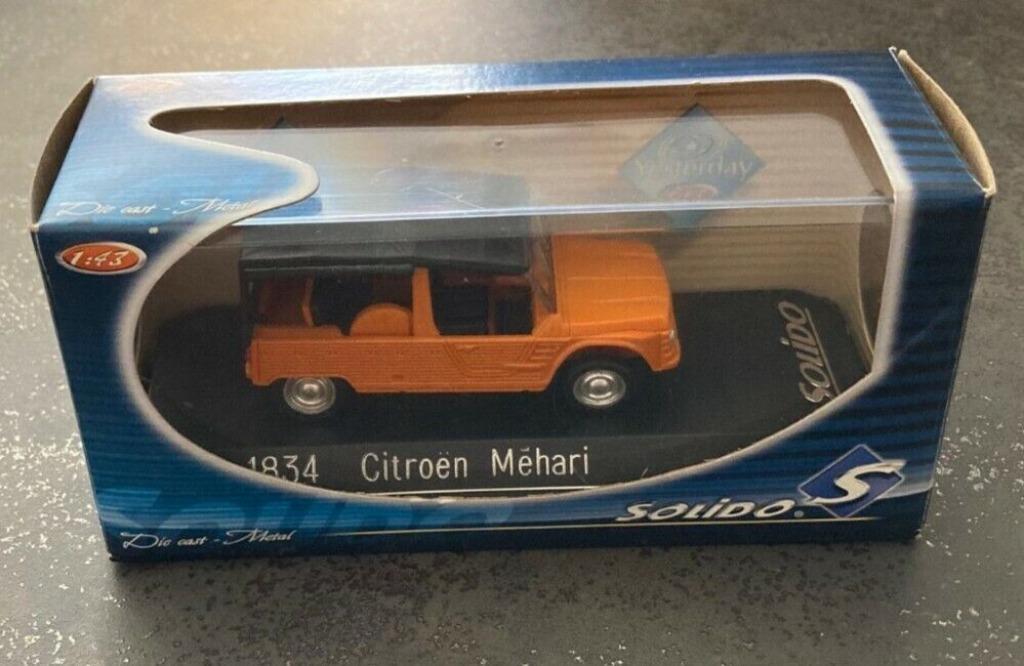 Yesterday
Die cast - Metal
1:43
SOLIDO
1834 Citroën Méhari
SOLIDO®
S
Die cast - Metal